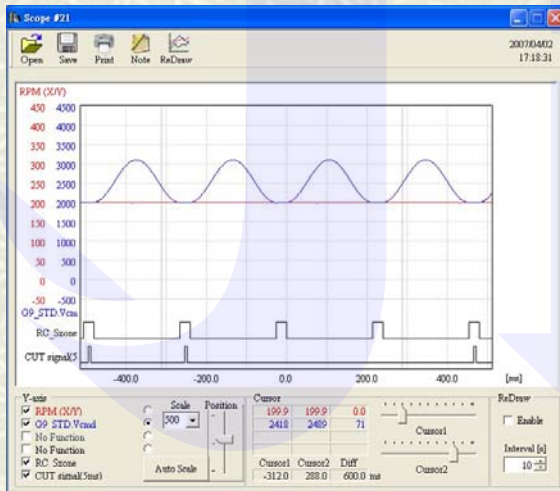 Scope #21
Open Save Print Note ReDraw
2007/04/02
17:18:31
RPM (X/Y)
450 4500
400 4000
350 3500
300 3000
250 2500
200 2000
150 1500
100 1000
50 500
0 0
-50 -500
G9_STD.Vcm
RC_Szone
CUT signal(5
-400.0 -200.0 0.0 200.0 400.0 [ms]
Y-axis
RPM (X/Y)
G9_STD.Vcmd
No Function
No Function
RC_Szone
CUT signal(5ms)
Scale
500
Position
Auto Scale
Cursor
199.9 199.9 0.0
2418 2489 71
Cursor1 Cursor2 Diff
-312.0 288.0 600.0 ms
Cursor1
Cursor2
ReDraw
Enable
Interval [s]
10